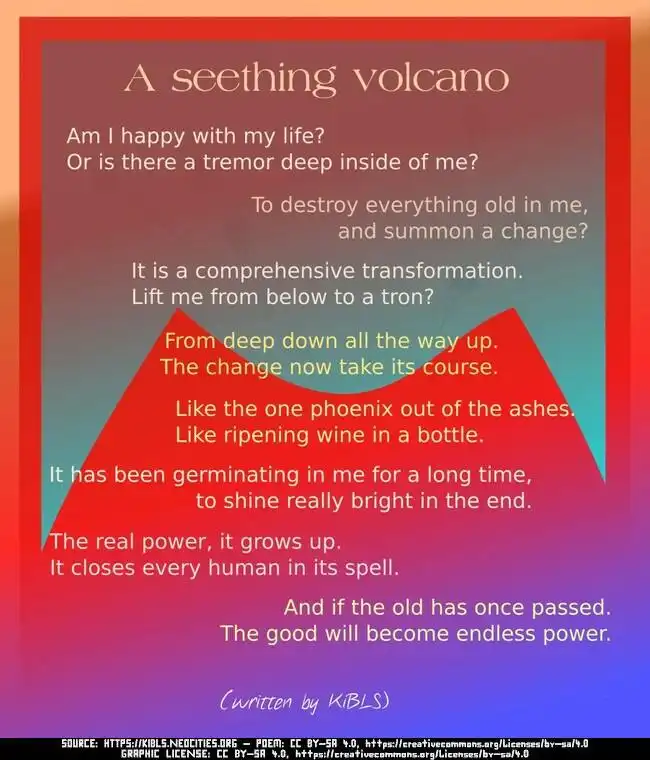 A seething volcano
Am I happy with my life?
Or is there a tremor deep inside of me?
To destroy everything old in me,
and summon a change?
It is a comprehensive transformation.
Lift me from below to a tron?
From deep down all the way up.
The change now take its course.
Like the one phoenix out of the ashes.
Like ripening wine in a bottle.
It has been germinating in me for a long time,
to shine really bright in the end.
The real power, it grows up.
It closes every human in its spell.
And if the old has once passed.
The good will become endless power.
(written by KiBLS)
SOURCE: HTTPS://KIBLS.NEOCITIES.ORG – POEM: CC BY-SA 4.0, https://creativecommons.org/licenses/by-sa/4.0
GRAPHIC LICENSE: CC BY-SA 4.0, https://creativecommons.org/licenses/by-sa/4.0